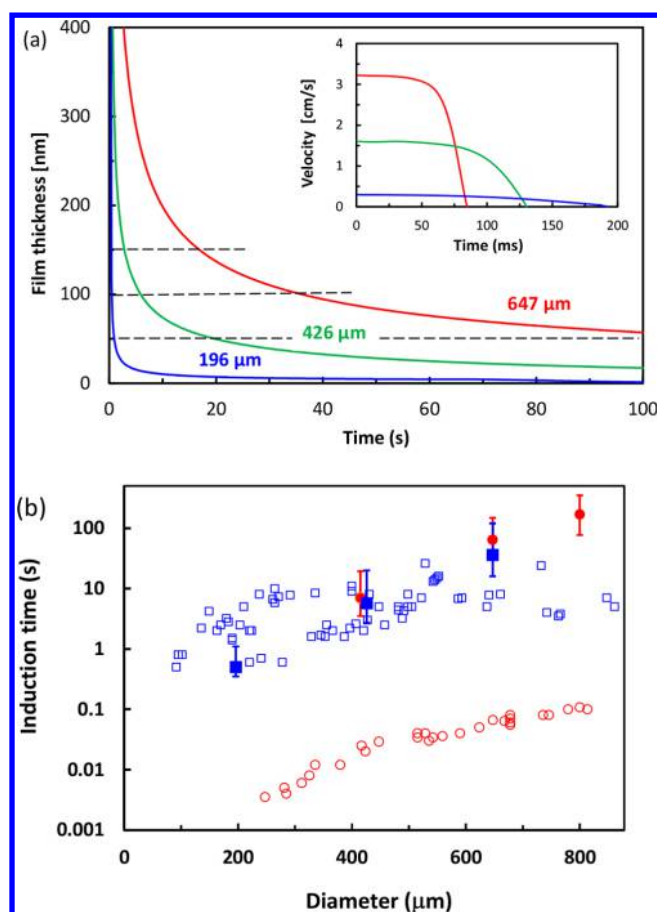 (a)
400
300
200
100
0
Film thickness [nm]
0 20 40 60 80 100
Time (s)
4
3
2
1
0
Velocity [cm/s]
0 50 100 150 200
Time (ms)
647 µm
426 µm
196 µm
(b)
100
10
1
0.1
0.01
0.001
Induction time (s)
0 200 400 600 800
Diameter (µm)